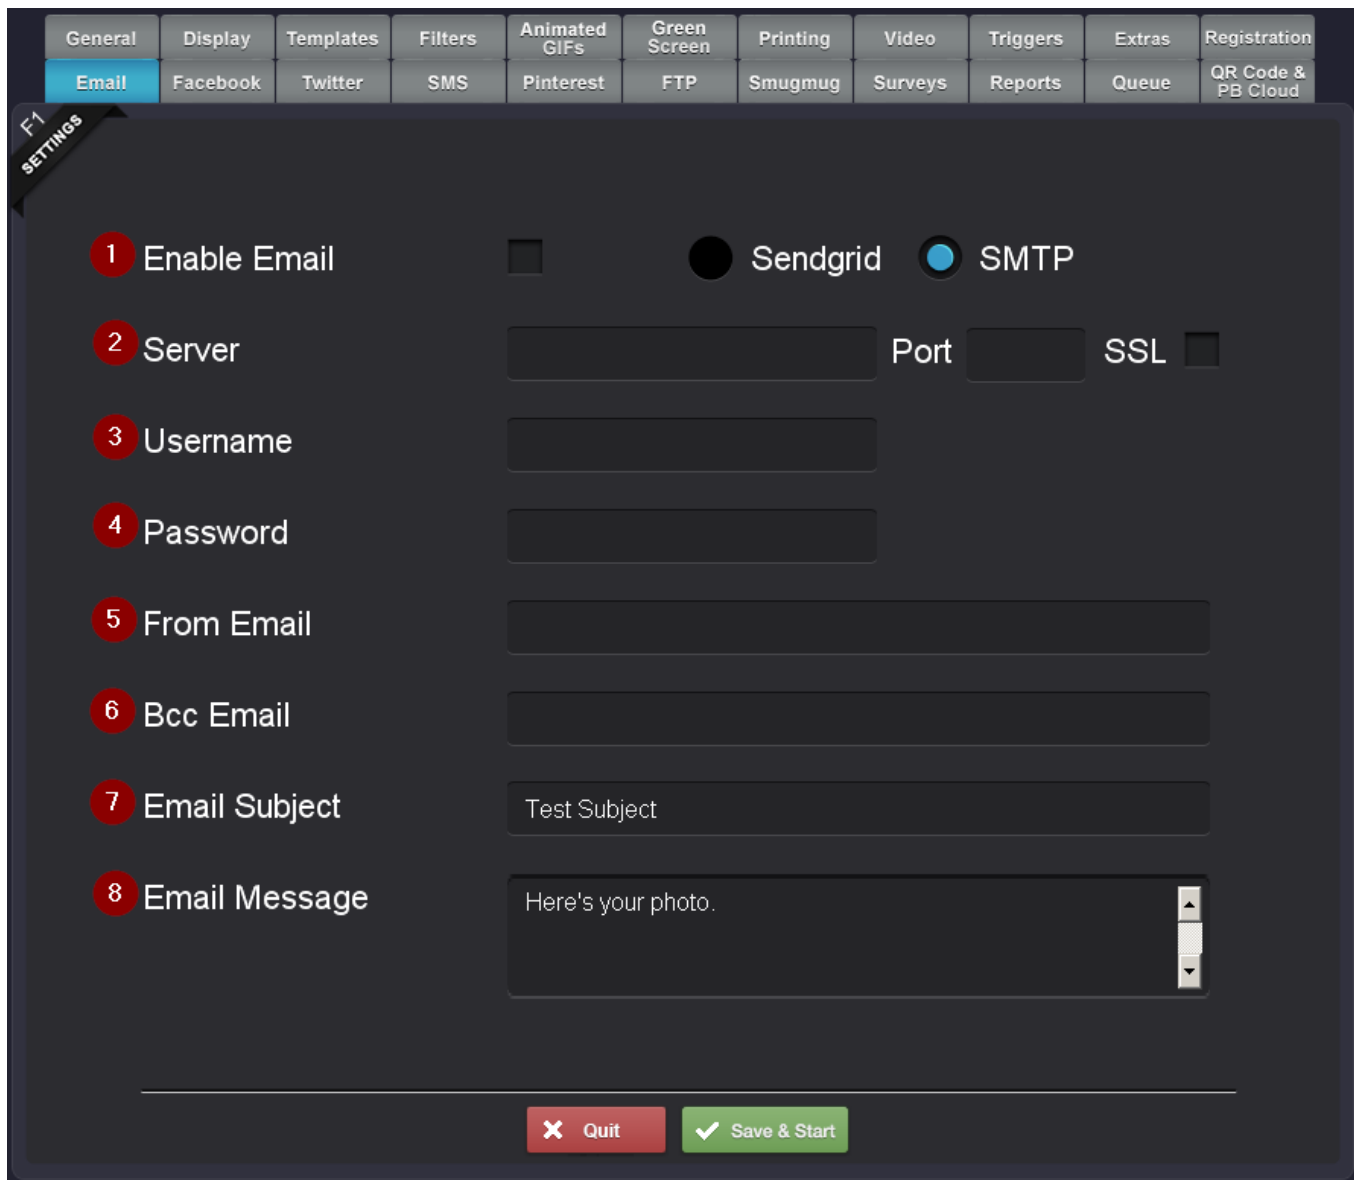 General Display Templates Filters Animated GIFs Green Screen Printing Video Triggers Extras Registration
Email Facebook Twitter SMS Pinterest FTP Smugmug Surveys Reports Queue QR Code & PB Cloud
F1
SETTINGS
1 Enable Email Sendgrid SMTP
2 Server Port SSL
3 Username
4 Password
5 From Email
6 Bcc Email
7 Email Subject Test Subject
8 Email Message Here's your photo.
Quit Save & Start